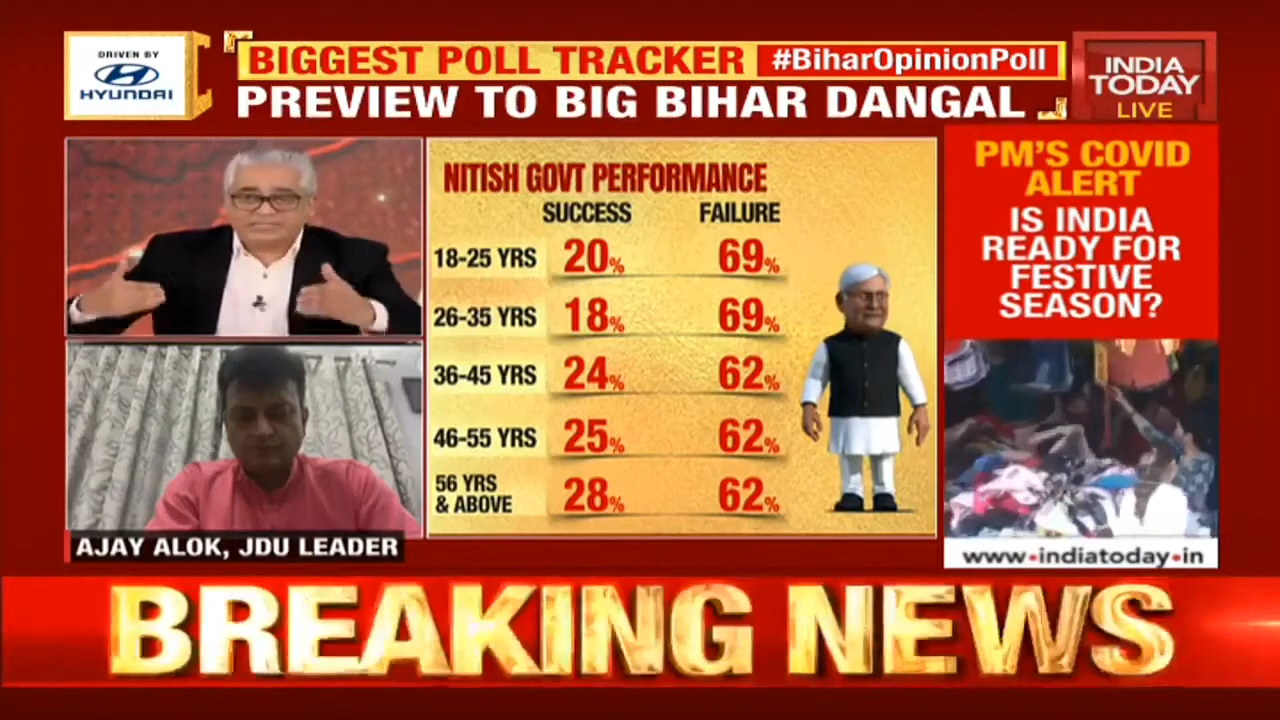 DRIVEN BY
HYUNDAI
BIGGEST POLL TRACKER
#BiharOpinionPoll
PREVIEW TO BIG BIHAR DANGAL
INDIA
TODAY
LIVE
NITISH GOVT PERFORMANCE
SUCCESS FAILURE
18-25 YRS 20% 69%
26-35 YRS 18% 69%
36-45 YRS 24% 62%
46-55 YRS 25% 62%
56 YRS
& ABOVE 28% 62%
PM'S COVID
ALERT
IS INDIA
READY FOR
FESTIVE
SEASON?
www•indiatoday•in
AJAY ALOK, JDU LEADER
BREAKING NEWS